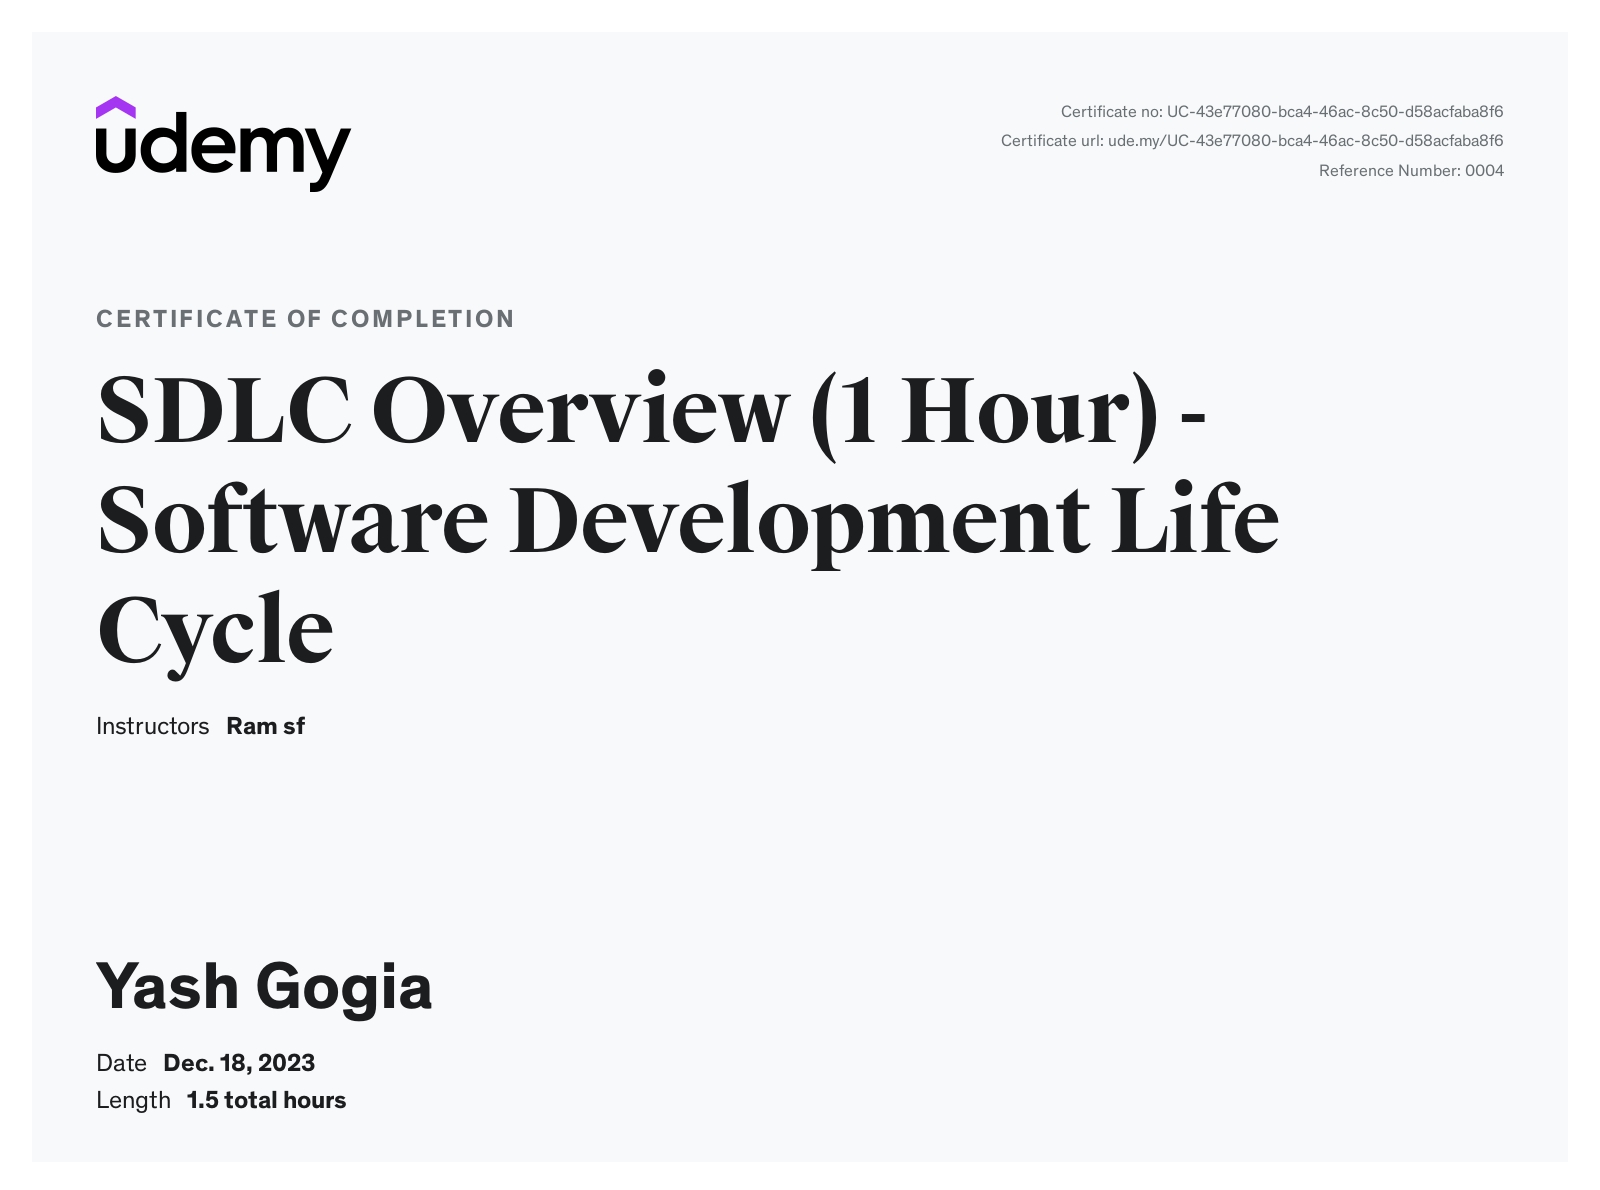 udemy
Certificate no: UC-43e77080-bca4-46ac-8c50-d58acfaba8f6
Certificate url: ude.my/UC-43e77080-bca4-46ac-8c50-d58acfaba8f6
Reference Number: 0004
CERTIFICATE OF COMPLETION
SDLC Overview (1 Hour) -
Software Development Life
Cycle
Instructors Ram sf
Yash Gogia
Date Dec. 18, 2023
Length 1.5 total hours